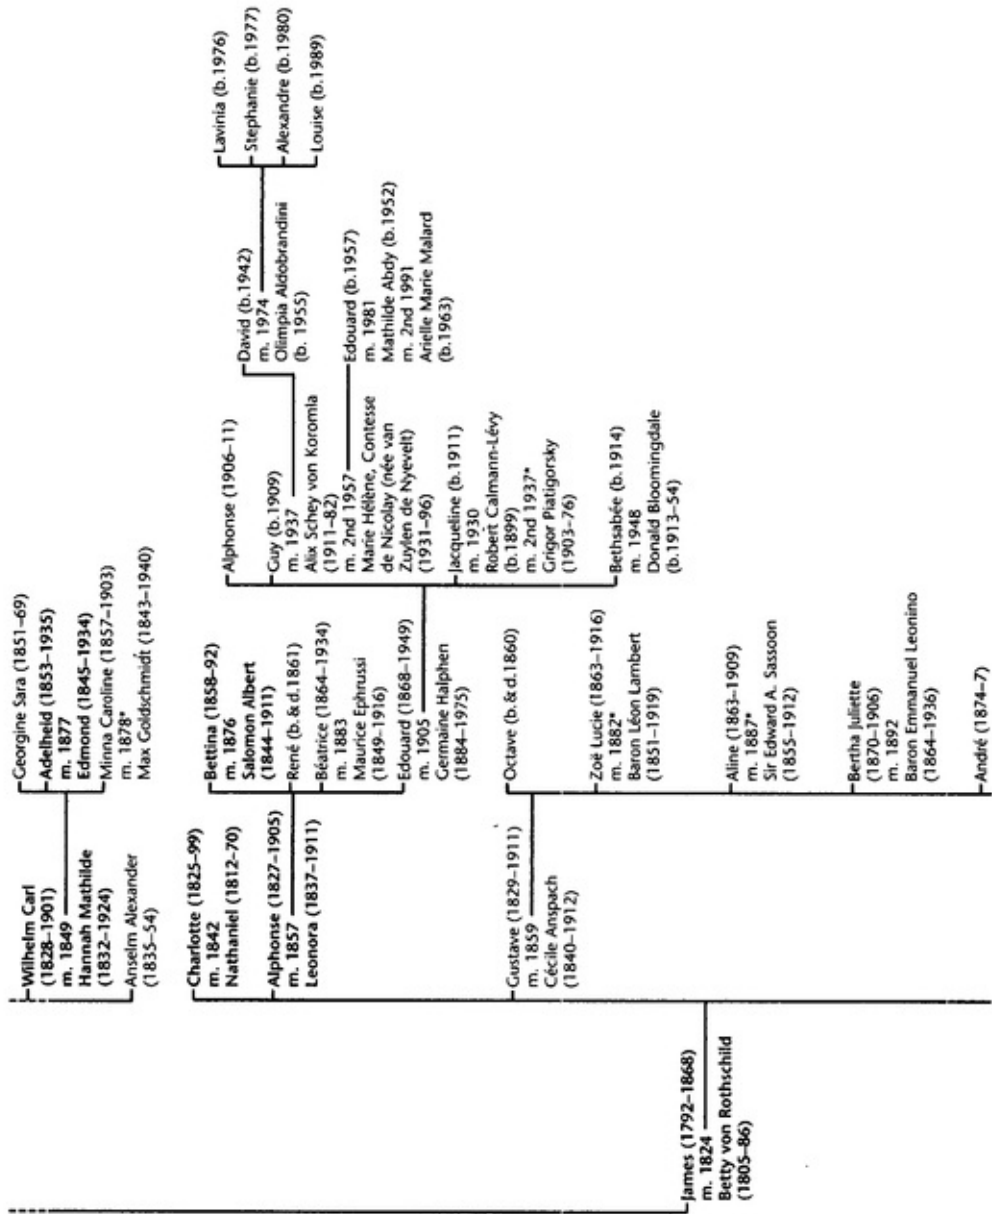 Wilhelm Carl
(1828–1901)
m. 1849
Hannah Mathilde
(1832–1924)
Anselm Alexander
(1835–54)
Georgine Sara (1851–69)
Adelheid (1853–1935)
m. 1877
Edmond (1845–1934)
Minna Caroline (1857–1903)
m. 1878*
Max Goldschmidt (1843–1940)
James (1792–1868)
m. 1824
Betty von Rothschild
(1805–86)
Charlotte (1825–99)
m. 1842
Nathaniel (1812–70)
Alphonse (1827–1905)
m. 1857
Leonora (1837–1911)
Gustave (1829–1911)
m. 1859
Cécile Anspach
(1840–1912)
Bettina (1858–92)
m. 1876
Salomon Albert
(1844–1911)
René (b. & d.1861)
Béatrice (1864–1934)
m. 1883
Maurice Ephrussi
(1849–1916)
Edouard (1868–1949)
m. 1905
Germaine Halphen
(1884–1975)
Octave (b. & d.1860)
Zoë Lucie (1863–1916)
m. 1882*
Baron Léon Lambert
(1851–1919)
Aline (1863–1909)
m. 1887*
Sir Edward A. Sassoon
(1855–1912)
Bertha Juliette
(1870–1906)
m. 1892
Baron Emmanuel Leonino
(1864–1936)
André (1874–7)
Alphonse (1906–11)
Guy (b.1909)
m. 1937
Alix Schey von Koromla
(1911–82)
m. 2nd 1957
Marie Hélène, Contesse
de Nicolay (née van
Zuylen de Nyevelt)
(1931–96)
Jacqueline (b.1911)
m. 1930
Robert Calmann-Lévy
(b.1899)
m. 2nd 1937*
Grigor Piatigorsky
(1903–76)
Bethsabée (b.1914)
m. 1948
Donald Bloomingdale
(b.1913–54)
David (b.1942)
m. 1974
Olimpia Aldobrandini
(b. 1955)
Edouard (b.1957)
m. 1981
Mathilde Abdy (b.1952)
m. 2nd 1991
Arielle Marie Malard
(b.1963)
Lavinia (b.1976)
Stephanie (b.1977)
Alexandre (b.1980)
Louise (b.1989)